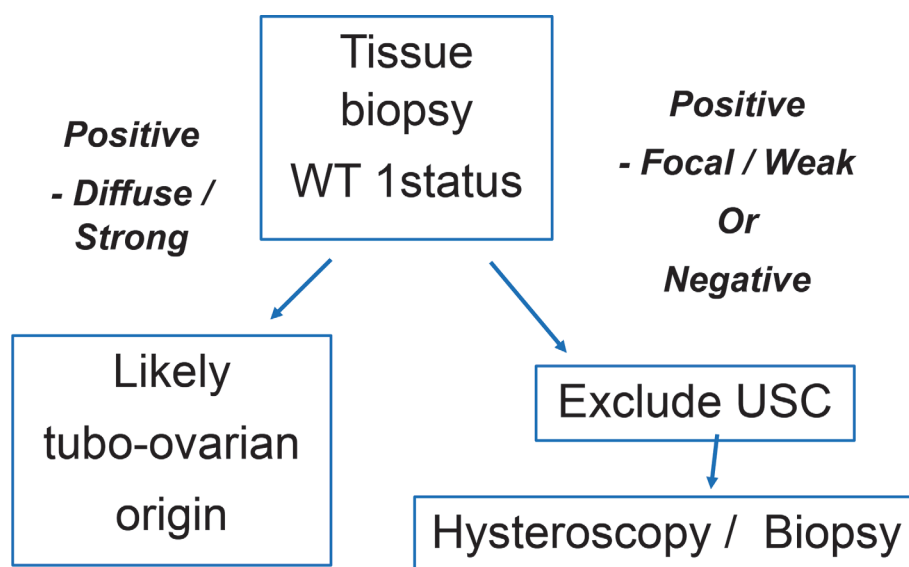 Tissue
biopsy
WT 1status
Positive
- Diffuse /
Strong
Positive
- Focal / Weak
Or
Negative
Likely
tubo-ovarian
origin
Exclude USC
Hysteroscopy / Biopsy